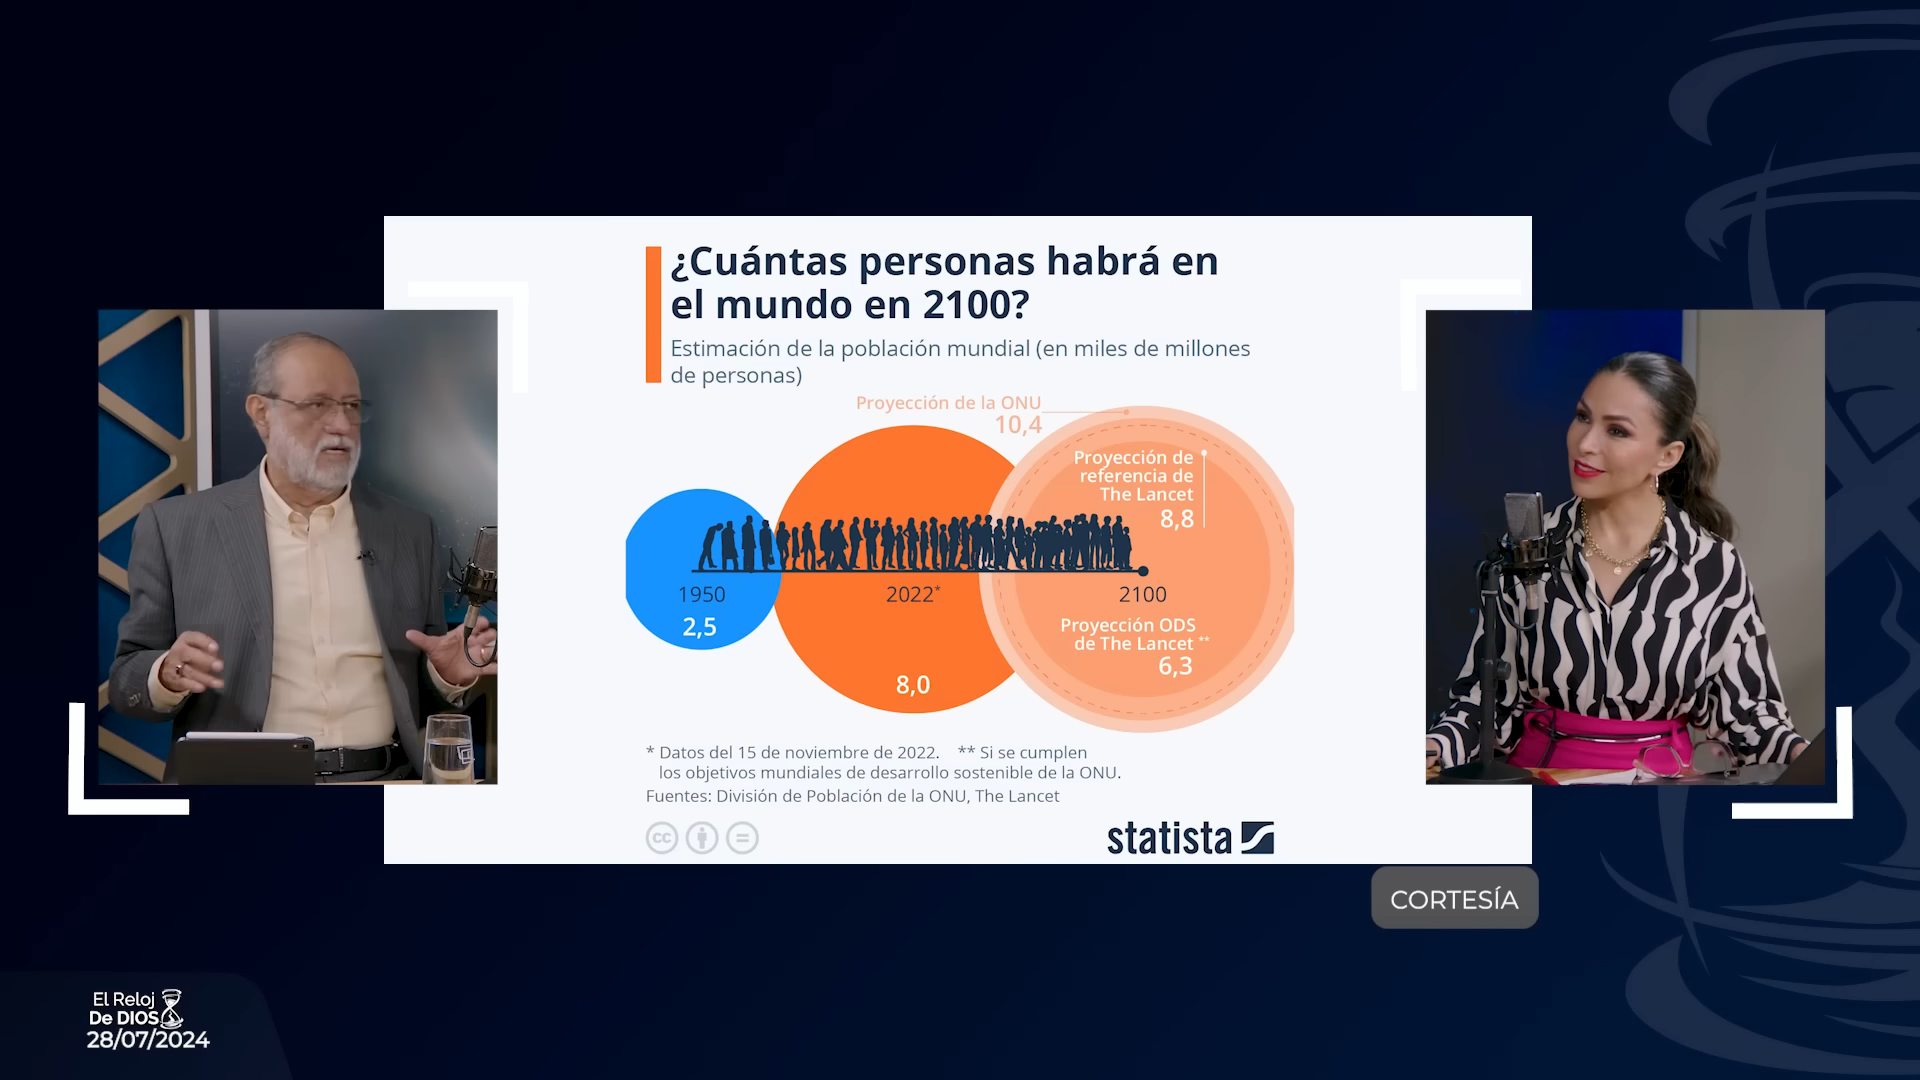 ¿Cuántas personas habrá en
el mundo en 2100?
Estimación de la población mundial (en miles de millones
de personas)
Proyección de la ONU
10,4
Proyección de
referencia de
The Lancet
8,8
1950
2,5
2022*
8,0
2100
Proyección ODS
de The Lancet **
6,3
* Datos del 15 de noviembre de 2022. ** Si se cumplen
los objetivos mundiales de desarrollo sostenible de la ONU.
Fuentes: División de Población de la ONU, The Lancet
cc
statista
CORTESÍA
El Reloj
De DIOS
28/07/2024